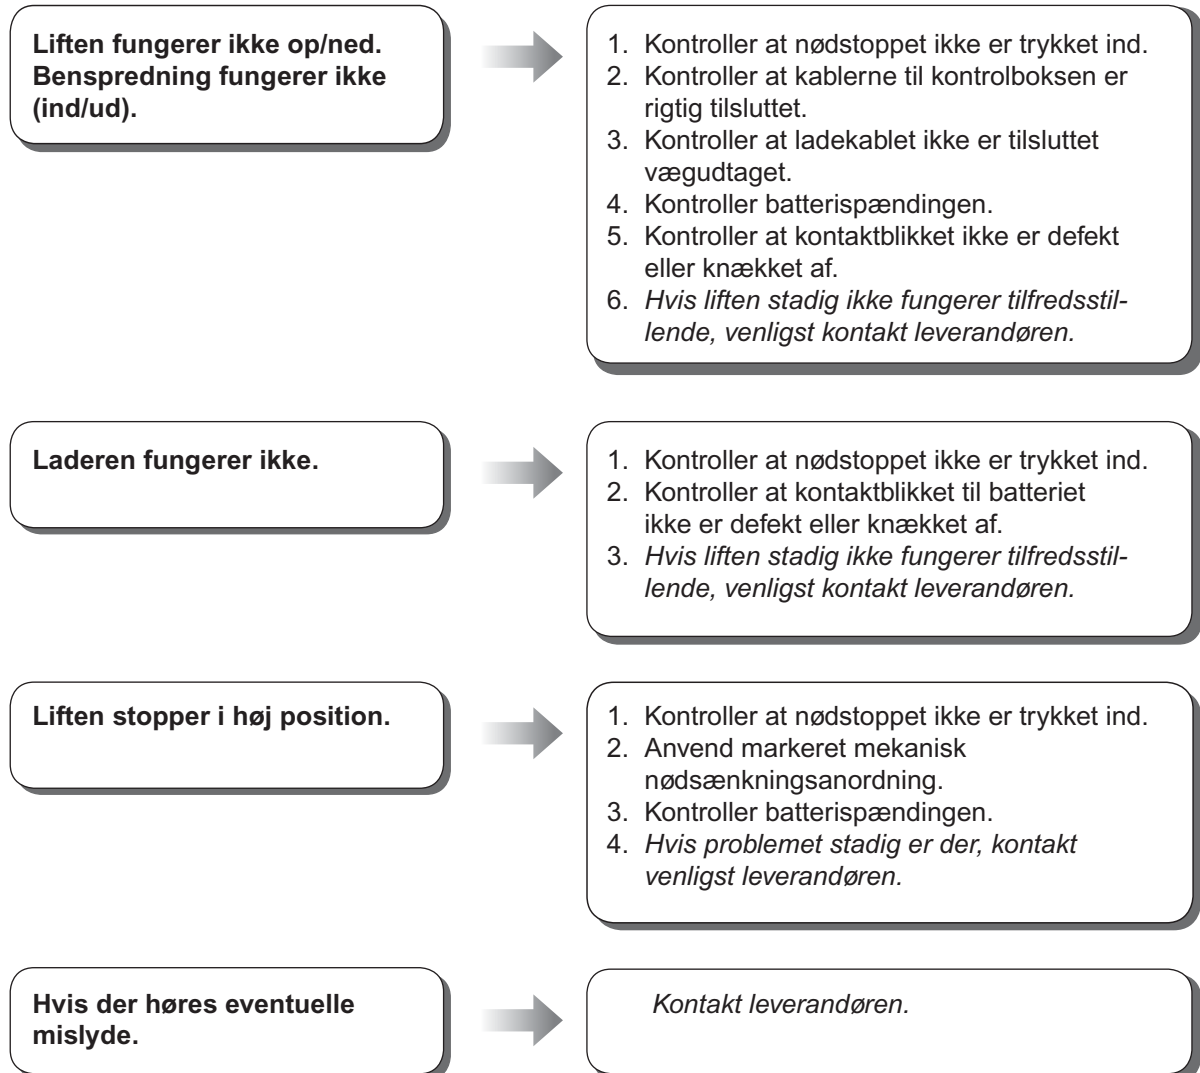 Liften fungerer ikke op/ned.
Benspredning fungerer ikke
(ind/ud).
1. Kontroller at nødstoppet ikke er trykket ind.
2. Kontroller at kablerne til kontrolboksen er
rigtig tilsluttet.
3. Kontroller at ladekablet ikke er tilsluttet
vægudtaget.
4. Kontroller batterispændingen.
5. Kontroller at kontaktblikket ikke er defekt
eller knækket af.
6. Hvis liften stadig ikke fungerer tilfredsstil-
lende, venligst kontakt leverandøren.
Laderen fungerer ikke.
1. Kontroller at nødstoppet ikke er trykket ind.
2. Kontroller at kontaktblikket til batteriet
ikke er defekt eller knækket af.
3. Hvis liften stadig ikke fungerer tilfredsstil-
lende, venligst kontakt leverandøren.
Liften stopper i høj position.
1. Kontroller at nødstoppet ikke er trykket ind.
2. Anvend markeret mekanisk
nødsænkningsanordning.
3. Kontroller batterispændingen.
4. Hvis problemet stadig er der, kontakt
venligst leverandøren.
Hvis der høres eventuelle
mislyde.
Kontakt leverandøren.